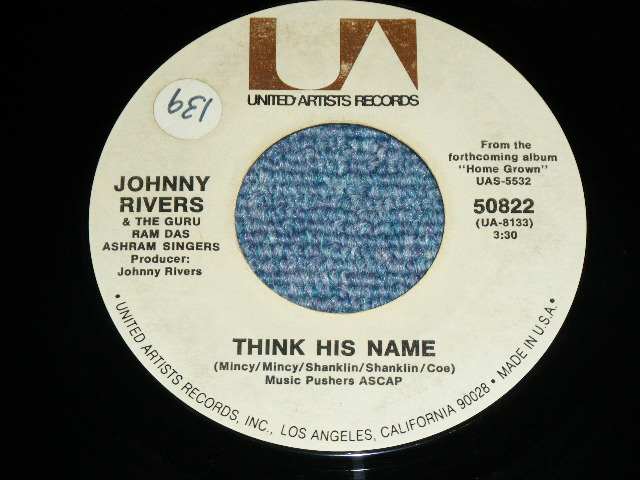 UA
UNITED ARTISTS RECORDS
139
From the
forthcoming album
"Home Grown"
UAS-5532
JOHNNY
RIVERS
& THE GURU
RAM DAS
ASHRAM SINGERS
Producer:
Johnny Rivers
50822
(UA-8133)
3:30
THINK HIS NAME
(Mincy/Mincy/Shanklin/Shanklin/Coe)
Music Pushers ASCAP
• UNITED ARTISTS RECORDS, INC., LOS ANGELES, CALIFORNIA 90028 • MADE IN U.S.A. •